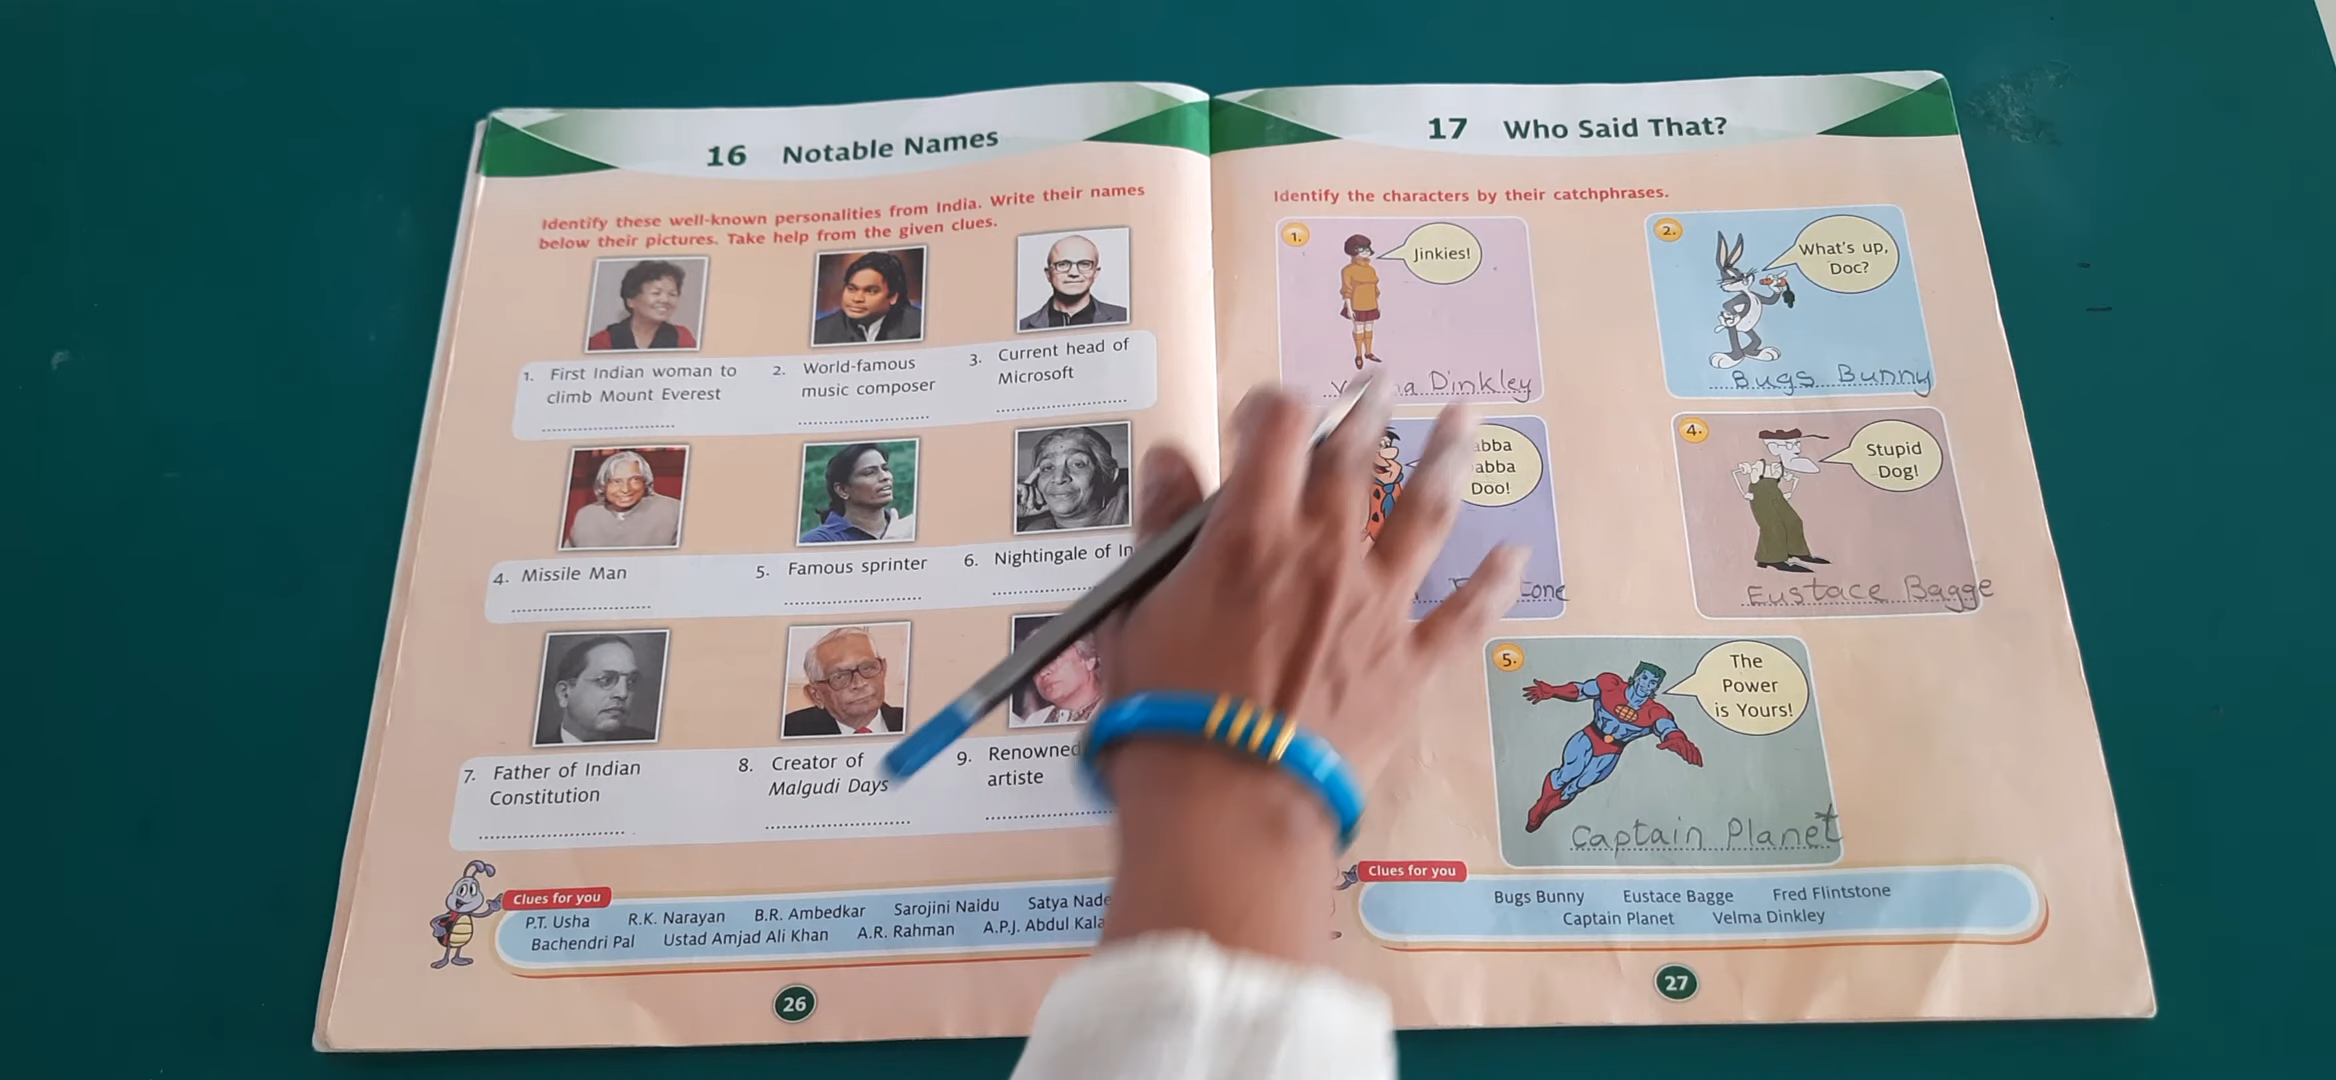 16 Notable Names
Identify these well-known personalities from India. Write their names
below their pictures. Take help from the given clues.
1. First Indian woman to
climb Mount Everest
2. World-famous
music composer
3. Current head of
Microsoft
4. Missile Man
5. Famous sprinter
6. Nightingale of
7. Father of Indian
Constitution
8. Creator of
Malgudi Days
9. Renowned
artiste
Clues for you
P.T. Usha R.K. Narayan B.R. Ambedkar Sarojini Naidu Satya
Bachendri Pal Ustad Amjad Ali Khan A.R. Rahman A.P.J. Abdul
26
17 Who Said That?
Identify the characters by their catchphrases.
1.
Jinkies!
Dinkley
2.
What's up,
Doc?
Bugs Bunny
Doo!
4.
Stupid
Dog!
Eustace Bagge
5.
The
Power
is Yours!
Captain Planet
Clues for you
Bugs Bunny Eustace Bagge Fred Flintstone
Captain Planet Velma Dinkley
27